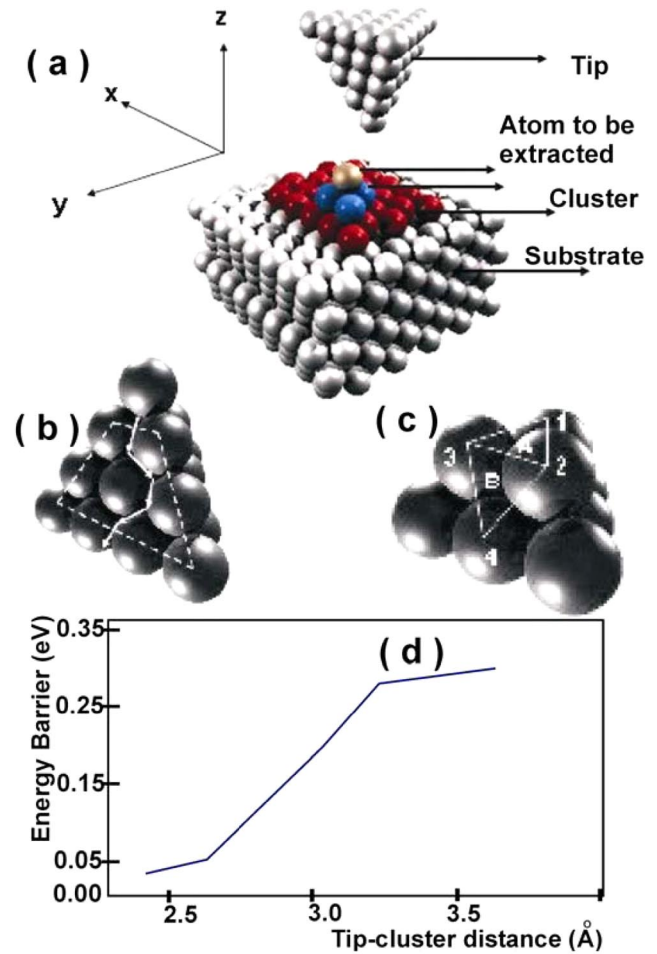 ( a )
z
x
y
Tip
Atom to be
extracted
Cluster
Substrate
( b )
( c )
1
A
3
2
B
4
( d )
Energy Barrier (eV)
0.35
0.25
0.15
0.05
0.00
2.5
3.0
3.5
Tip-cluster distance (Å)